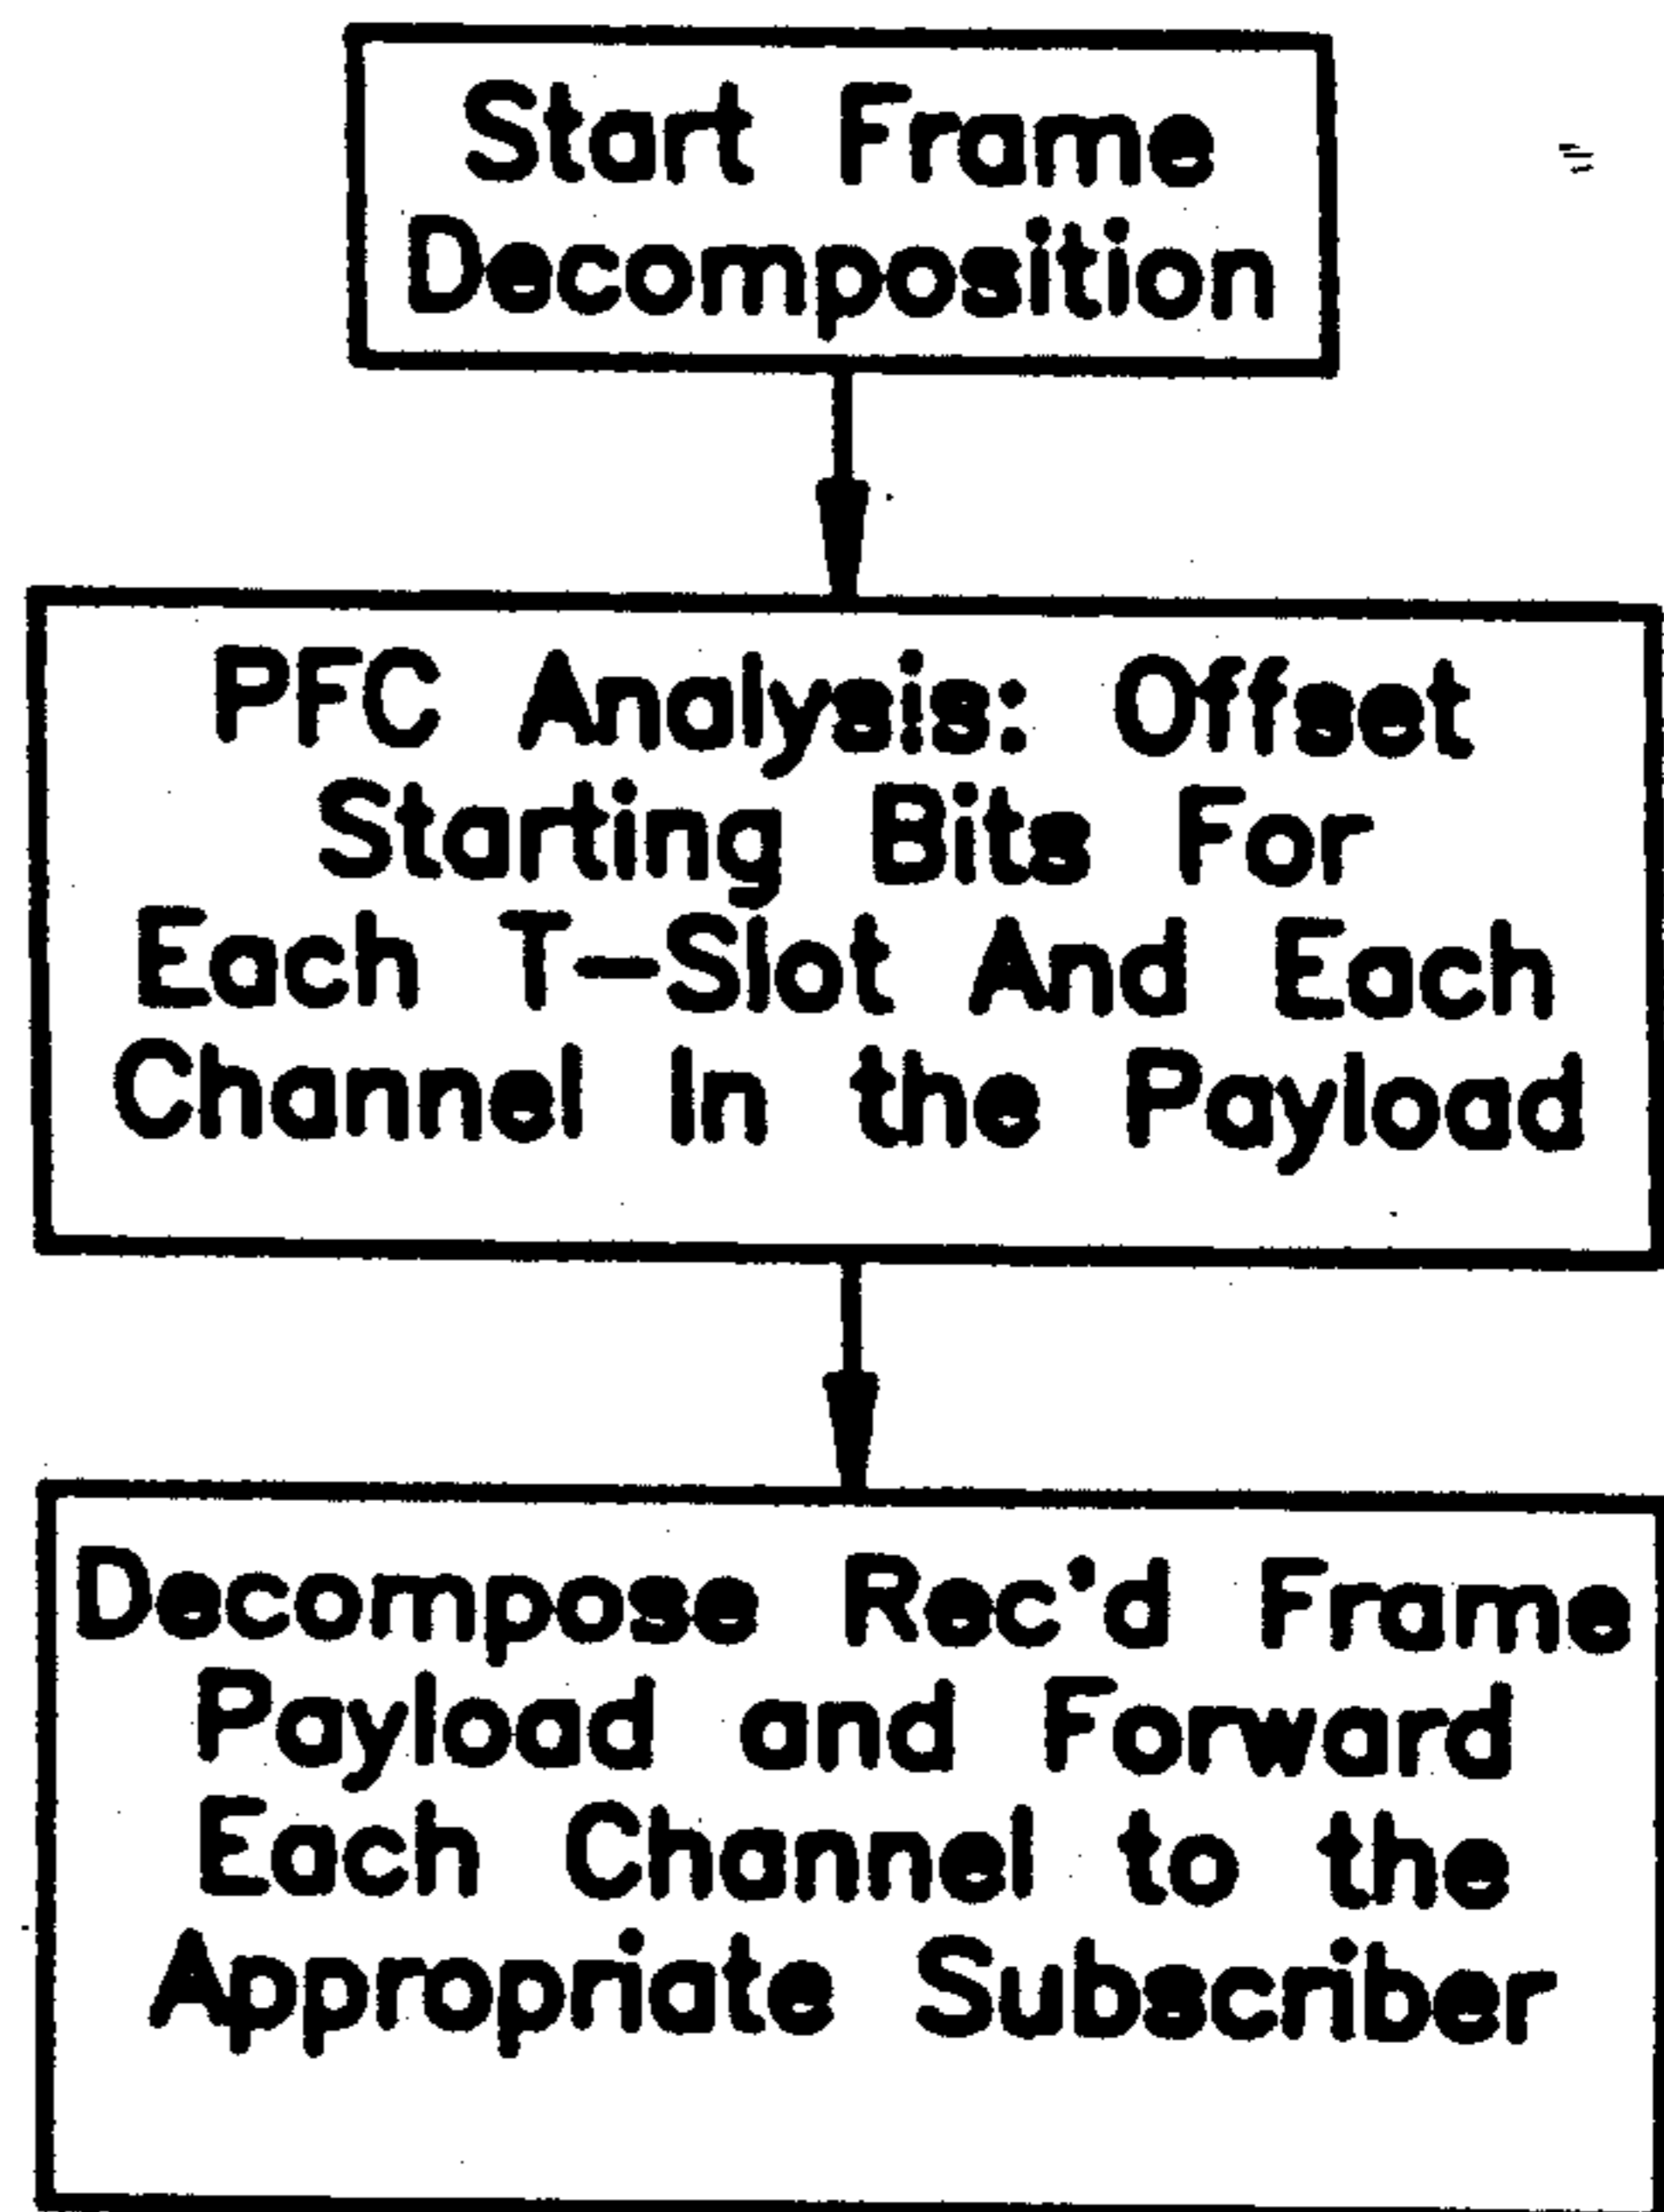 Start Frame
Decomposition
PFC Analysis: Offset
Starting Bits For
Each T-Slot And Each
Channel In the Payload
Decompose Rec'd Frame
Payload and Forward
Each Channel to the
Appropriate Subscriber